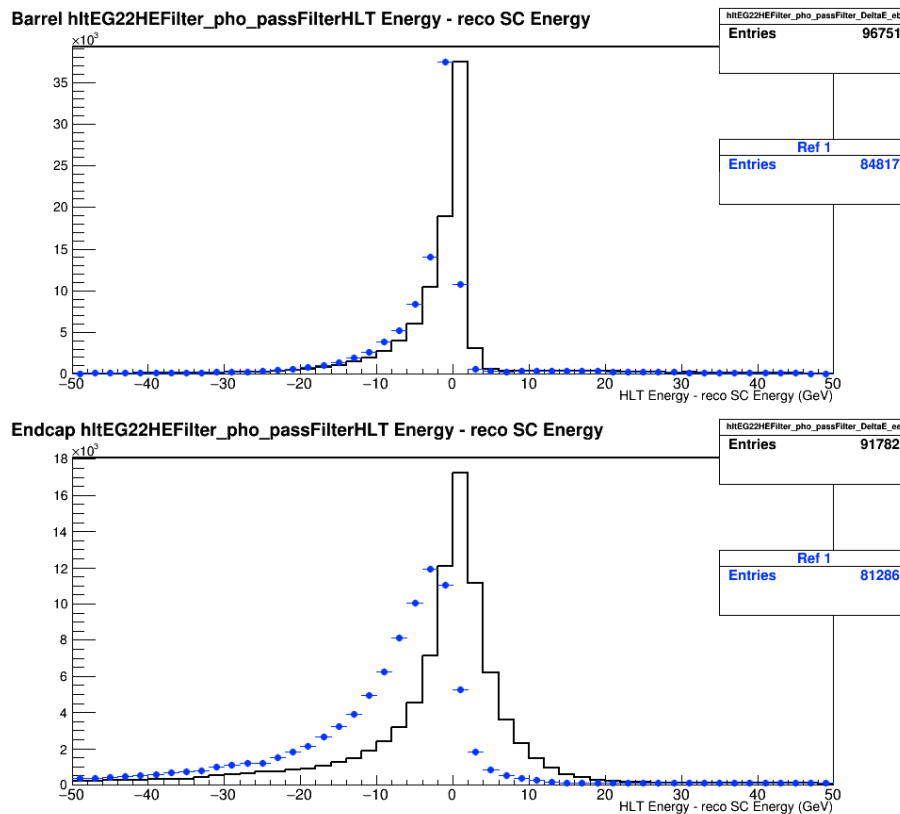 Barrel hltEG22HEFilter_pho_passFilterHLT Energy - reco SC Energy
hltEG22HEFilter_pho_passFilter_DeltaE_eb
Entries 96751
×10³
35
30
25
20
15
10
5
0
Ref 1
Entries 84817
−50 −40 −30 −20 −10 0 10 20 30 40 50
HLT Energy - reco SC Energy (GeV)
Endcap hltEG22HEFilter_pho_passFilterHLT Energy - reco SC Energy
hltEG22HEFilter_pho_passFilter_DeltaE_ee
Entries 91782
×10³
18
16
14
12
10
8
6
4
2
0
Ref 1
Entries 81286
−50 −40 −30 −20 −10 0 10 20 30 40 50
HLT Energy - reco SC Energy (GeV)